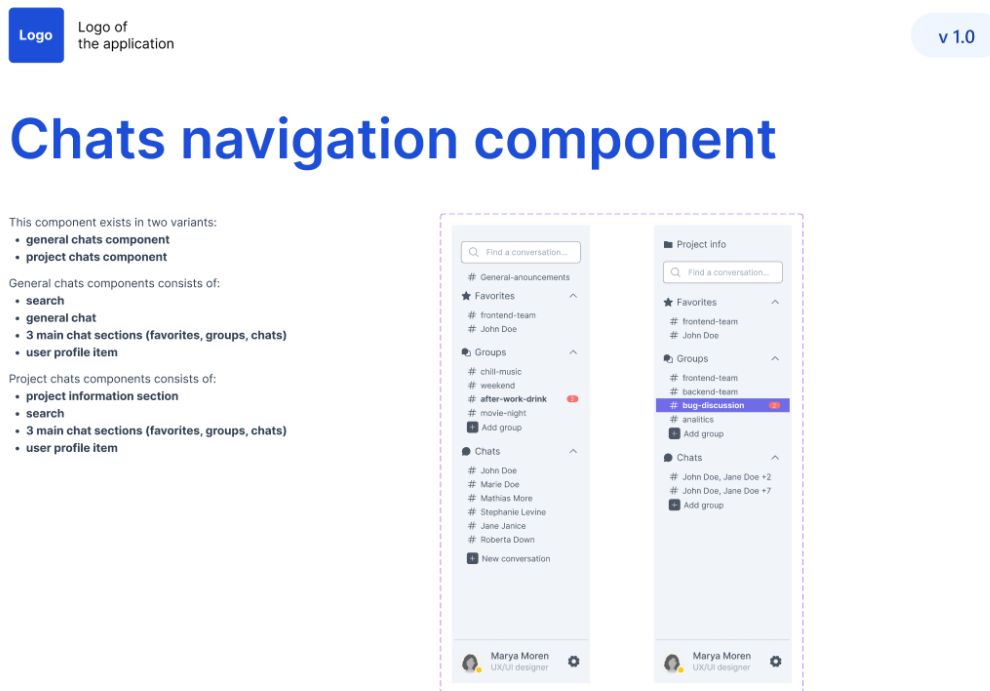 Logo
Logo of
the application
v 1.0
Chats navigation component
This component exists in two variants:
• general chats component
• project chats component
General chats components consists of:
• search
• general chat
• 3 main chat sections (favorites, groups, chats)
• user profile item
Project chats components consists of:
• project information section
• search
• 3 main chat sections (favorites, groups, chats)
• user profile item
Find a conversation...
# General-anouncements
Favorites
# frontend-team
# John Doe
Groups
# chill-music
# weekend
# after-work-drink 2
# movie-night
+ Add group
Chats
# John Doe
# Marie Doe
# Mathias More
# Stephanie Levine
# Jane Janice
# Roberta Down
+ New conversation
Marya Moren
UX/UI designer
Project info
Find a conversation...
Favorites
# frontend-team
# John Doe
Groups
# frontend-team
# backend-team
# bug-discussion 2
# analitics
+ Add group
Chats
# John Doe, Jane Doe +2
# John Doe, Jane Doe +7
+ Add group
Marya Moren
UX/UI designer